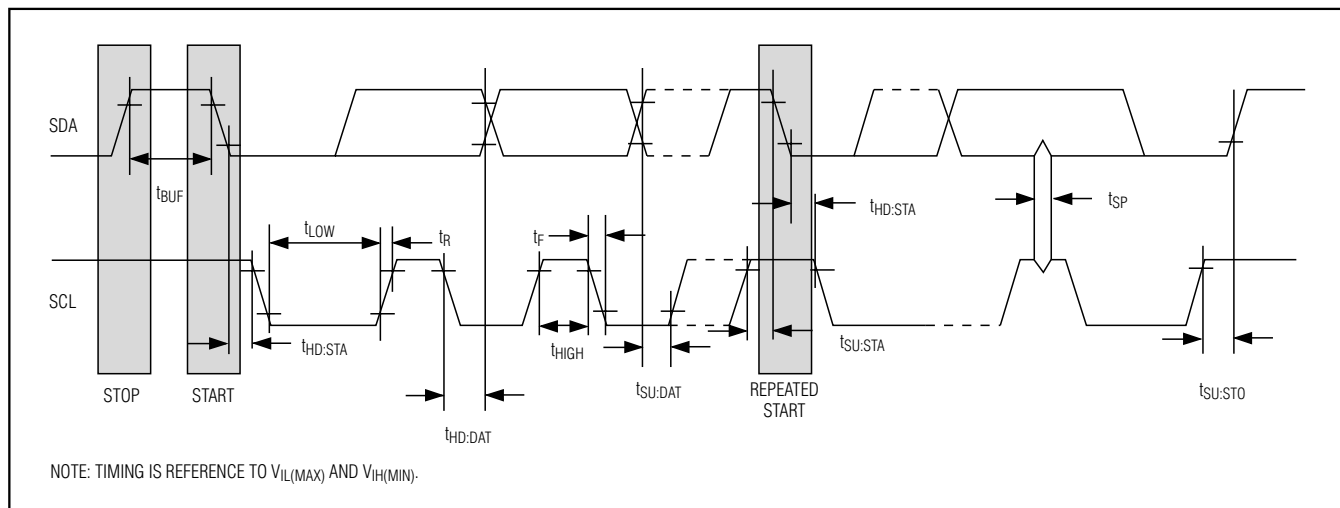 SDA
tBUF
tLOW
tR
tF
tHD:STA
tSP
SCL
tHD:STA
tHIGH
tSU:DAT
tSU:STA
tSU:STO
STOP
START
REPEATED
START
tHD:DAT
NOTE: TIMING IS REFERENCE TO VIL(MAX) AND VIH(MIN).